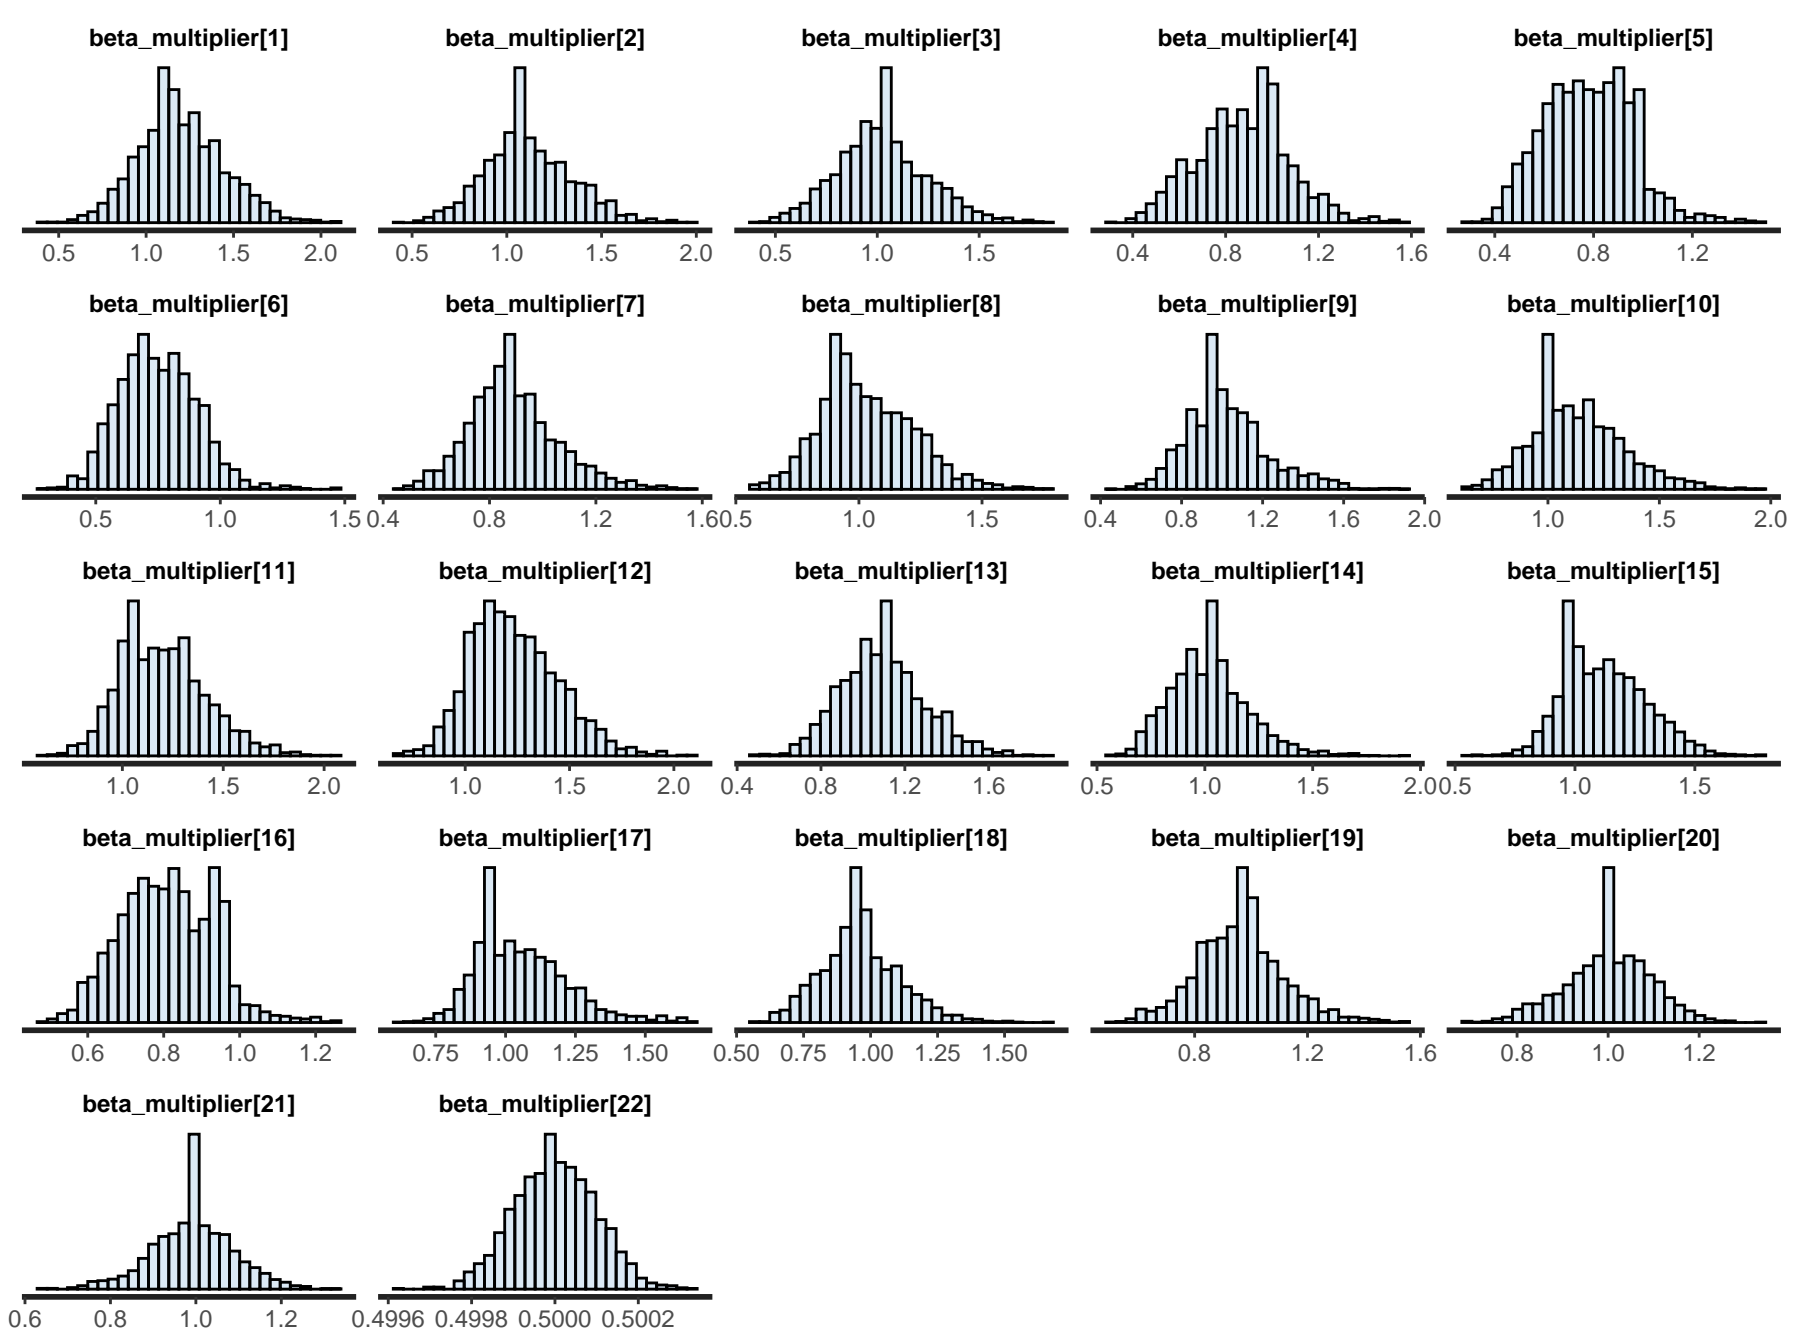 beta_multiplier[1] beta_multiplier[2] beta_multiplier[3] beta_multiplier[4] beta_multiplier[5]
0.5 1.0 1.5 2.0 0.5 1.0 1.5 2.0 0.5 1.0 1.5 0.4 0.8 1.2 1.6 0.4 0.8 1.2
beta_multiplier[6] beta_multiplier[7] beta_multiplier[8] beta_multiplier[9] beta_multiplier[10]
0.5 1.0 1.5 0.4 0.8 1.2 1.6 0.5 1.0 1.5 0.4 0.8 1.2 1.6 2.0 1.0 1.5 2.0
beta_multiplier[11] beta_multiplier[12] beta_multiplier[13] beta_multiplier[14] beta_multiplier[15]
1.0 1.5 2.0 1.0 1.5 2.0 0.4 0.8 1.2 1.6 0.5 1.0 1.5 2.0 0.5 1.0 1.5
beta_multiplier[16] beta_multiplier[17] beta_multiplier[18] beta_multiplier[19] beta_multiplier[20]
0.6 0.8 1.0 1.2 0.75 1.00 1.25 1.50 0.50 0.75 1.00 1.25 1.50 0.8 1.2 1.6 0.8 1.0 1.2
beta_multiplier[21] beta_multiplier[22]
0.6 0.8 1.0 1.2 0.4996 0.4998 0.5000 0.5002